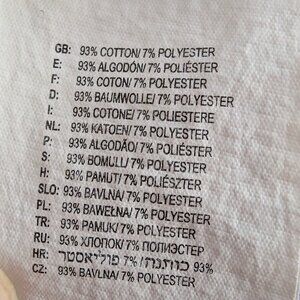 GB: 93% COTTON/ 7% POLYESTER
E: 93% ALGODÓN/ 7% POLIÉSTER
F: 93% COTON/ 7% POLYESTER
D: 93% BAUMWOLLE/ 7% POLYESTER
I: 93% COTONE/ 7% POLIESTERE
NL: 93% KATOEN/ 7% POLYESTER
P: 93% ALGODÃO/ 7% POLIÉSTER
S: 93% BOMULL/ 7% POLYESTER
H: 93% PAMUT/ 7% POLIÉSZTER
SLO: 93% BAVLNA/ 7% POLYESTER
PL: 93% BAWEŁNA/ 7% POLYESTER
TR: 93% PAMUK/ 7% POLYESTER
RU: 93% ХЛОПОК/ 7% ПОЛИЭСТЕР
HR: 93% כותנה/ 7% פוליאסטר
CZ: 93% BAVLNA/ 7% POLYESTER